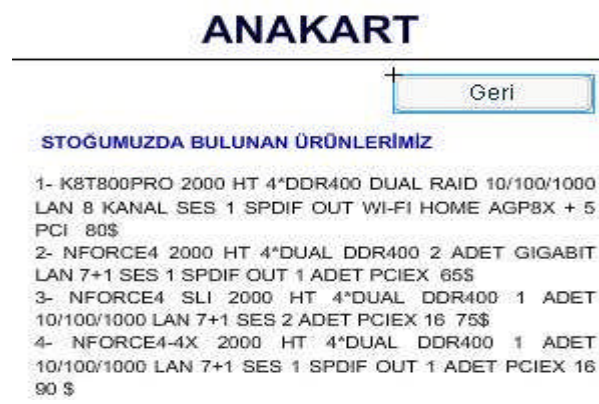 ANAKART
Geri
STOĞUMUZDA BULUNAN ÜRÜNLERİMİZ
1- K8T800PRO 2000 HT 4*DDR400 DUAL RAID 10/100/1000
LAN 8 KANAL SES 1 SPDIF OUT WI-FI HOME AGP8X + 5
PCI 80$
2- NFORCE4 2000 HT 4*DUAL DDR400 2 ADET GIGABIT
LAN 7+1 SES 1 SPDIF OUT 1 ADET PCIEX 65$
3- NFORCE4 SLI 2000 HT 4*DUAL DDR400 1 ADET
10/100/1000 LAN 7+1 SES 2 ADET PCIEX 16 75$
4- NFORCE4-4X 2000 HT 4*DUAL DDR400 1 ADET
10/100/1000 LAN 7+1 SES 1 SPDIF OUT 1 ADET PCIEX 16
90 $